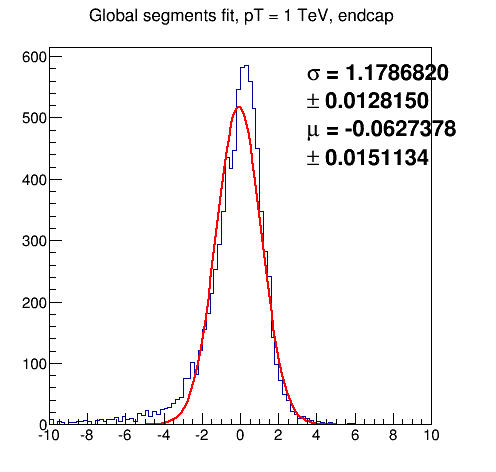 Global segments fit, pT = 1 TeV, endcap
600
500
400
300
200
100
0
σ = 1.1786820
± 0.0128150
μ = -0.0627378
± 0.0151134
-10 -8 -6 -4 -2 0 2 4 6 8 10